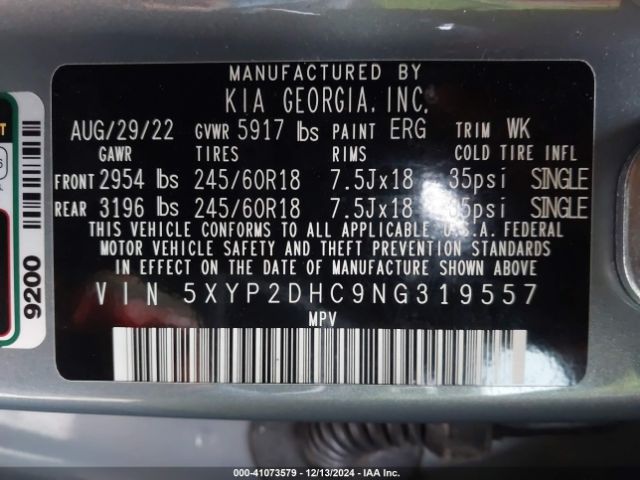 MANUFACTURED BY
KIA GEORGIA, INC.
AUG/29/22 GVWR 5917 lbs PAINT ERG TRIM WK
GAWR TIRES RIMS COLD TIRE INFL
FRONT 2954 lbs 245/60R18 7.5Jx18 35psi SINGLE
REAR 3196 lbs 245/60R18 7.5Jx18 35psi SINGLE
THIS VEHICLE CONFORMS TO ALL APPLICABLE, U.S.A. FEDERAL
MOTOR VEHICLE SAFETY AND THEFT PREVENTION STANDARDS
IN EFFECT ON THE DATE OF MANUFACTURE SHOWN ABOVE.
VIN 5XYP2DHC9NG319557
MPV
9200
000-41073579 - 12/13/2024 - IAAI.com